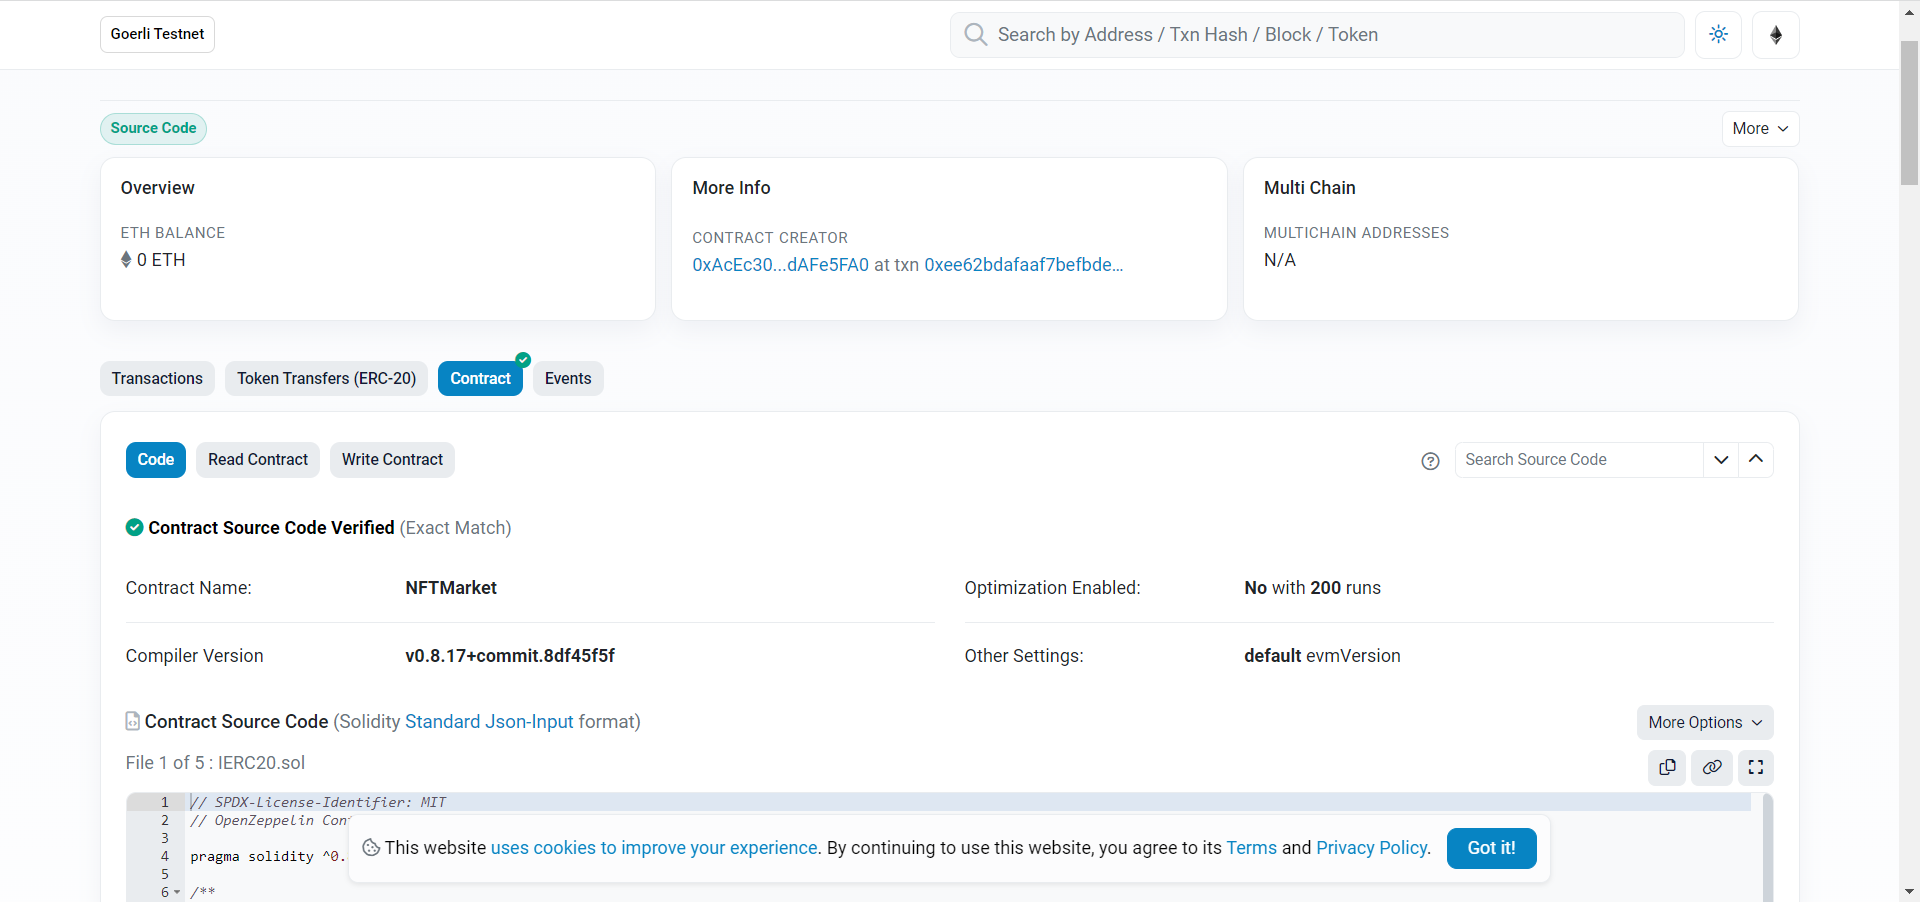 Goerli Testnet
Search by Address / Txn Hash / Block / Token
Source Code
More
Overview
ETH BALANCE
0 ETH
More Info
CONTRACT CREATOR
0xAcEc30...dAFe5FA0 at txn 0xee62bdafaaf7befbde...
Multi Chain
MULTICHAIN ADDRESSES
N/A
Transactions
Token Transfers (ERC-20)
Contract
Events
Code
Read Contract
Write Contract
Search Source Code
Contract Source Code Verified (Exact Match)
Contract Name:
NFTMarket
Optimization Enabled:
No with 200 runs
Compiler Version
v0.8.17+commit.8df45f5f
Other Settings:
default evmVersion
Contract Source Code (Solidity Standard Json-Input format)
More Options
File 1 of 5 : IERC20.sol
1 // SPDX-License-Identifier: MIT
2 // OpenZeppelin Con
3
4 pragma solidity ^0.
5
6 /**
This website uses cookies to improve your experience. By continuing to use this website, you agree to its Terms and Privacy Policy.
Got it!